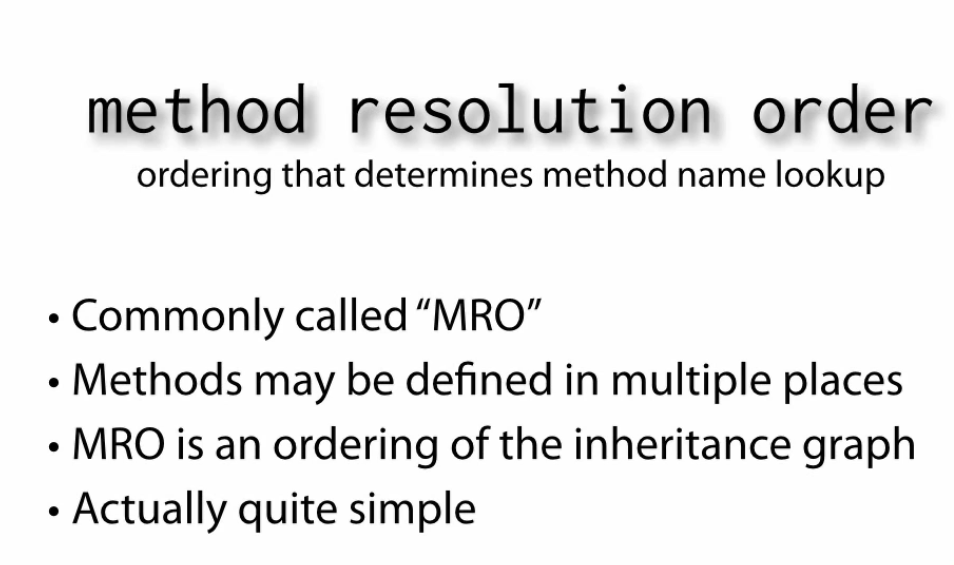 method resolution order
ordering that determines method name lookup
• Commonly called “MRO”
• Methods may be defined in multiple places
• MRO is an ordering of the inheritance graph
• Actually quite simple